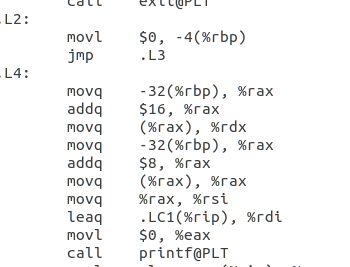 call exit@PLT
.L2:
movl $0, -4(%rbp)
jmp .L3
.L4:
movq -32(%rbp), %rax
addq $16, %rax
movq (%rax), %rdx
movq -32(%rbp), %rax
addq $8, %rax
movq (%rax), %rax
movq %rax, %rsi
leaq .LC1(%rip), %rdi
movl $0, %eax
call printf@PLT